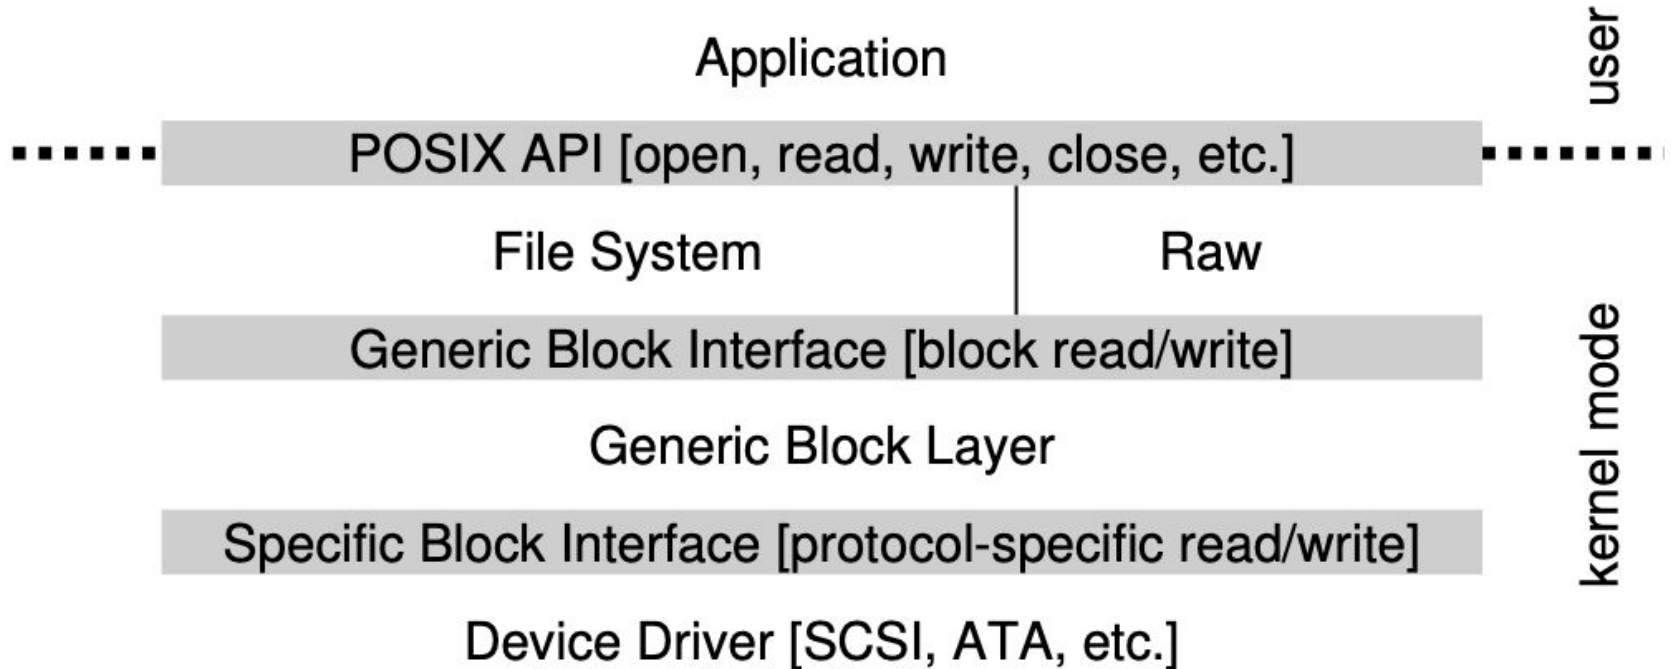 Application
user
POSIX API [open, read, write, close, etc.]
File System
Raw
Generic Block Interface [block read/write]
Generic Block Layer
kernel mode
Specific Block Interface [protocol-specific read/write]
Device Driver [SCSI, ATA, etc.]